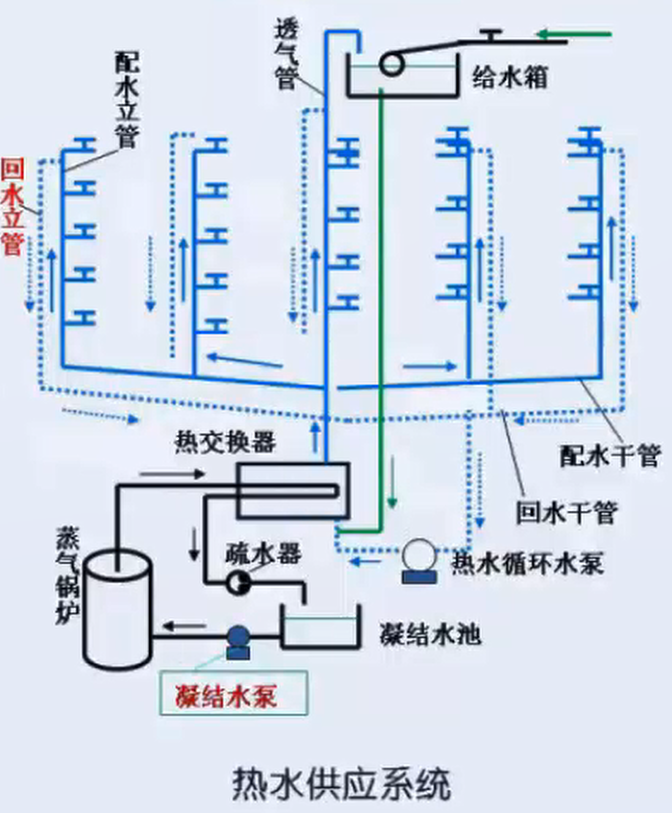 透气管
给水箱
配水立管
回水立管
热交换器
配水干管
回水干管
蒸气锅炉
疏水器
热水循环水泵
凝结水池
凝结水泵
热水供应系统